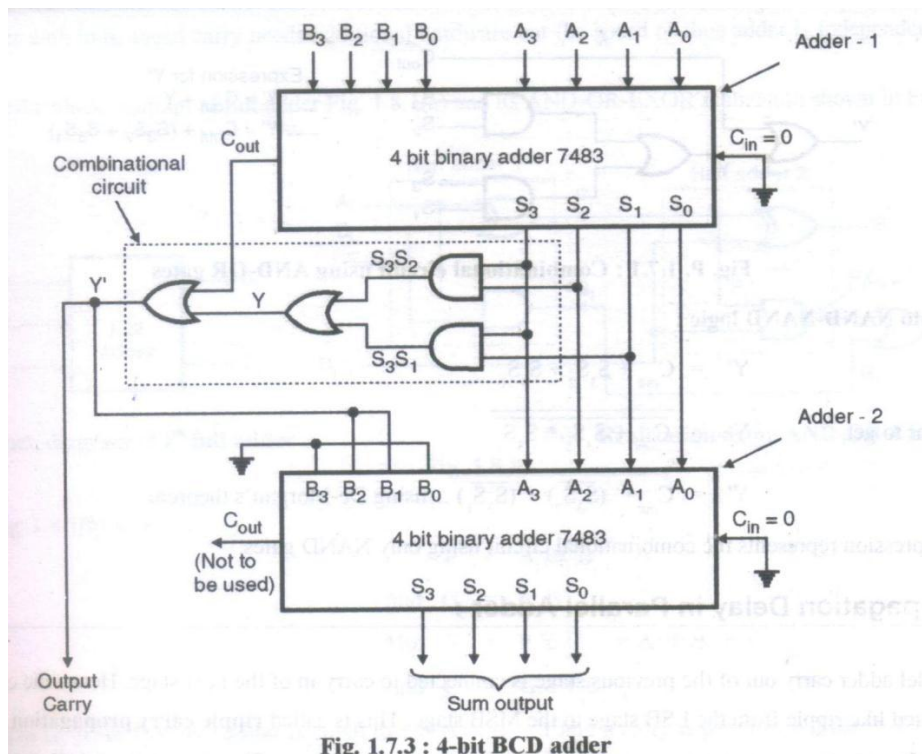 B₃ B₂ B₁ B₀ A₃ A₂ A₁ A₀
Adder - 1
Cout
4 bit binary adder 7483
Cin = 0
Combinational
circuit
S₃ S₂ S₁ S₀
S₃S₂
Y' Y
S₃S₁
Adder - 2
B₃ B₂ B₁ B₀ A₃ A₂ A₁ A₀
Cout
4 bit binary adder 7483
Cin = 0
(Not to
be used)
S₃ S₂ S₁ S₀
Output
Carry
Sum output
Fig. 1.7.3 : 4-bit BCD adder